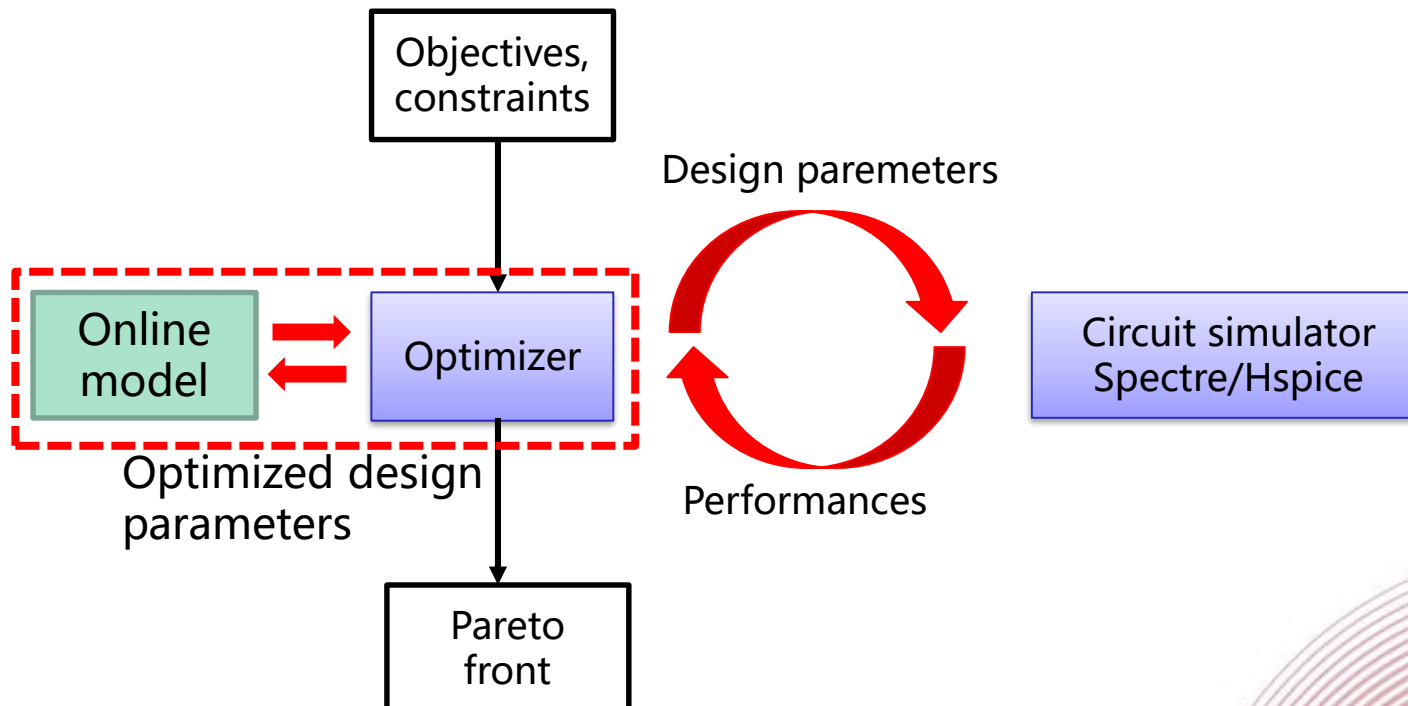 Objectives,
constraints
Design paremeters
Online
model
Optimizer
Circuit simulator
Spectre/Hspice
Optimized design
parameters
Performances
Pareto
front